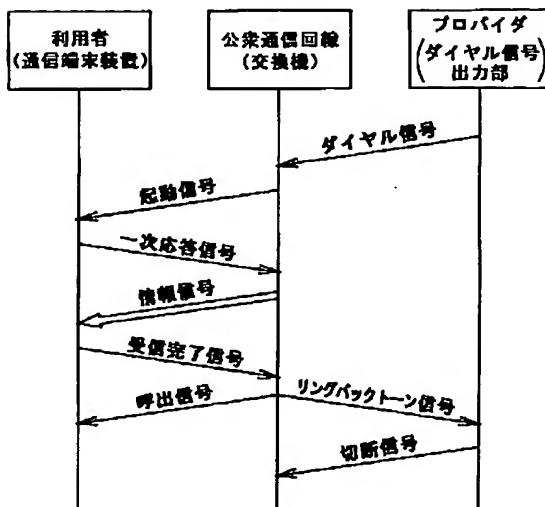 利用者
(通信端末装置)
公衆通信回線
(交換機)
プロバイダ
(ダイヤル信号
出力部)
ダイヤル信号
起動信号
一次応答信号
情報信号
受信完了信号
呼出信号
リングバックトーン信号
切断信号